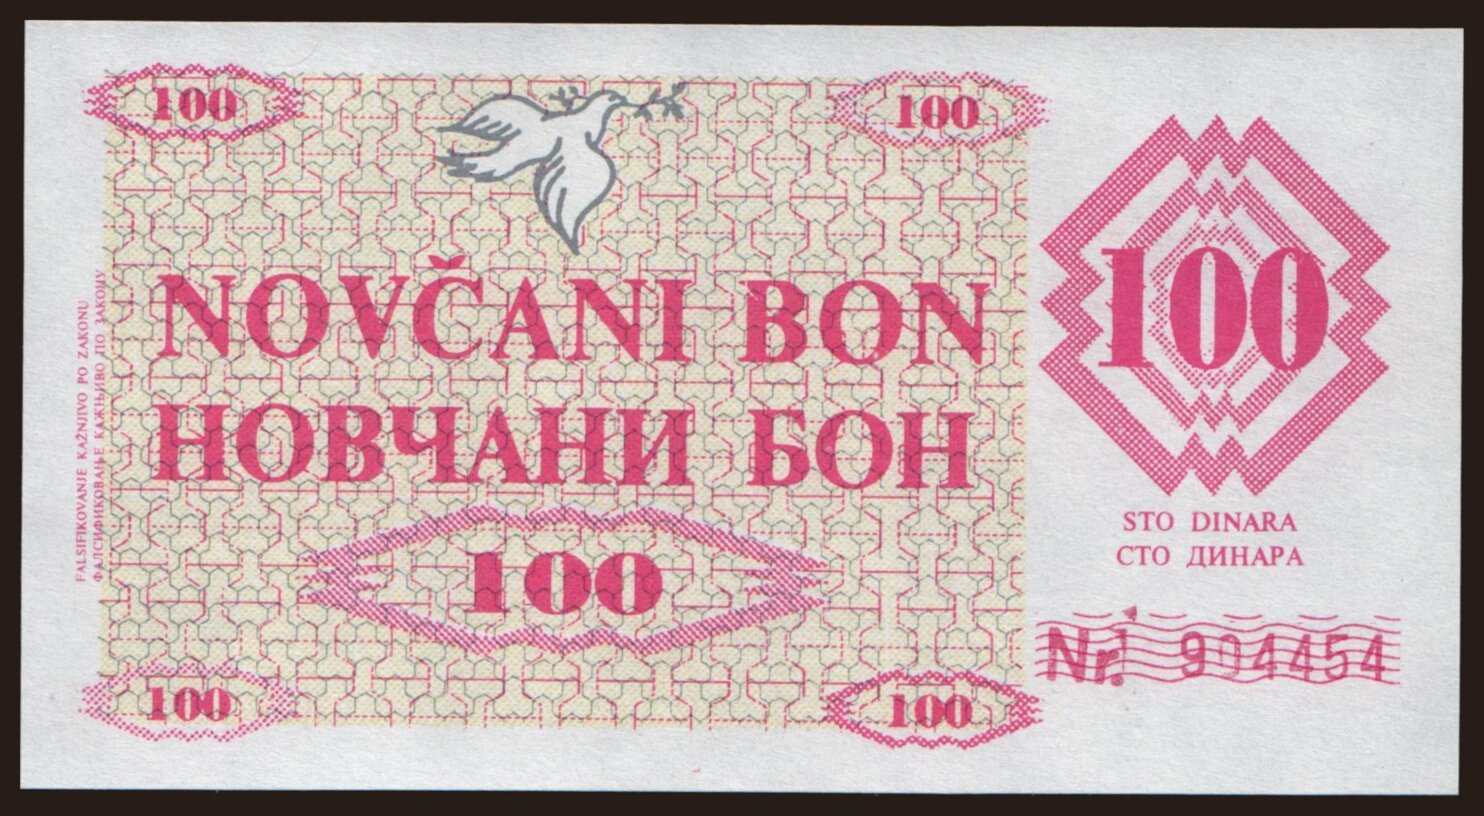 100
100
NOVČANI BON
НОВЧАНИ БОН
100
100
100
100
STO DINARA
СТО ДИНАРА
Nr. 904454
FALSIFIKOVANJE KAŽNJIVO PO ZAKONU
ФАЛСИФИКОВАЊЕ КАЖЊИВО ПО ЗАКОНУ